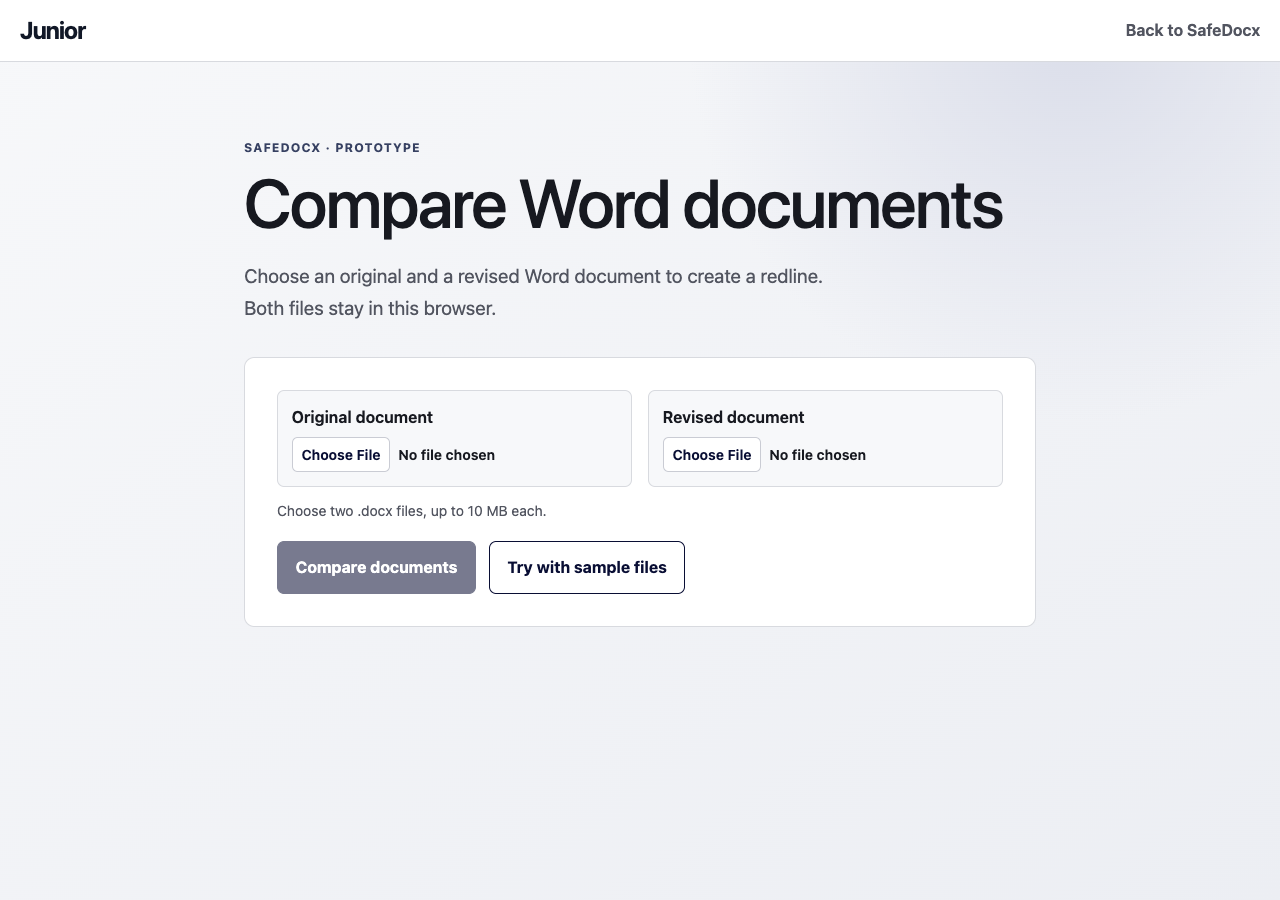 Junior
Back to SafeDocx
SAFEDOCX · PROTOTYPE
Compare Word documents
Choose an original and a revised Word document to create a redline.
Both files stay in this browser.
Original document
Choose File No file chosen
Revised document
Choose File No file chosen
Choose two .docx files, up to 10 MB each.
Compare documents
Try with sample files